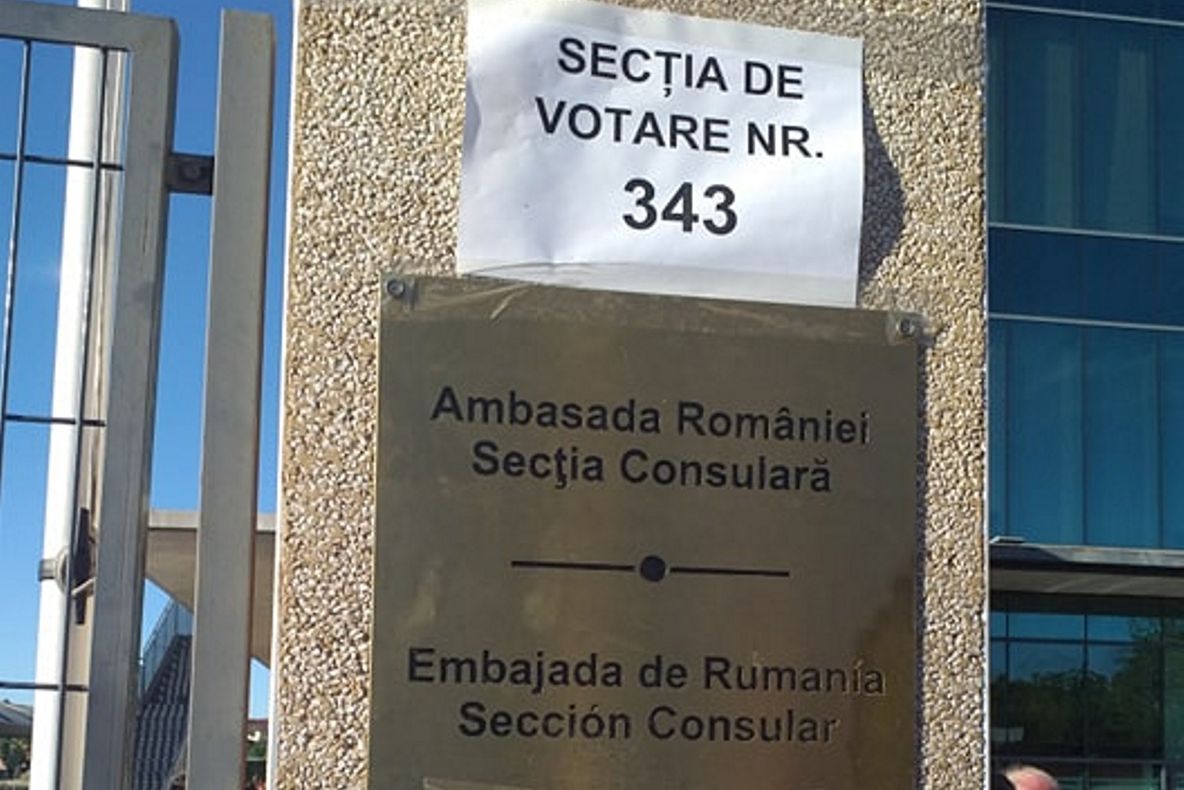 SECȚIA DE
VOTARE NR.
343
Ambasada României
Secţia Consulară
Embajada de Rumanía
Sección Consular